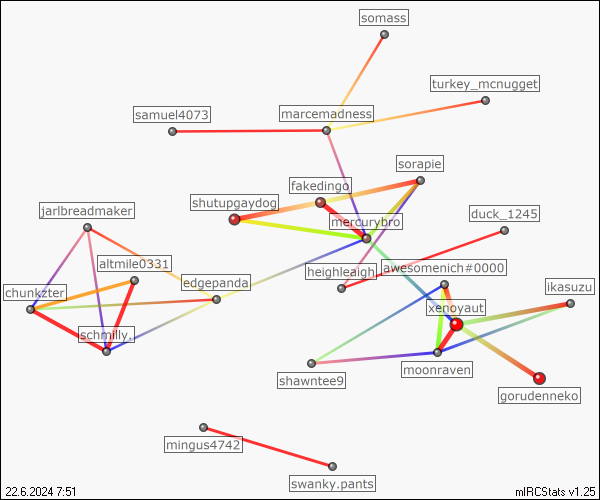 somass
turkey_mcnugget
samuel4073
marcemadness
sorapie
fakedingo
shutupgaydog
jarlbreadmaker
duck_1245
mercurybro
altmile0331
awesomenich#0000
heighleaigh
edgepanda
ikasuzu
chunkzter
xenoyaut
schmilly.
moonraven
shawntee9
gorudenneko
mingus4742
swanky.pants
22.6.2024 7:51
mIRCStats v1.25